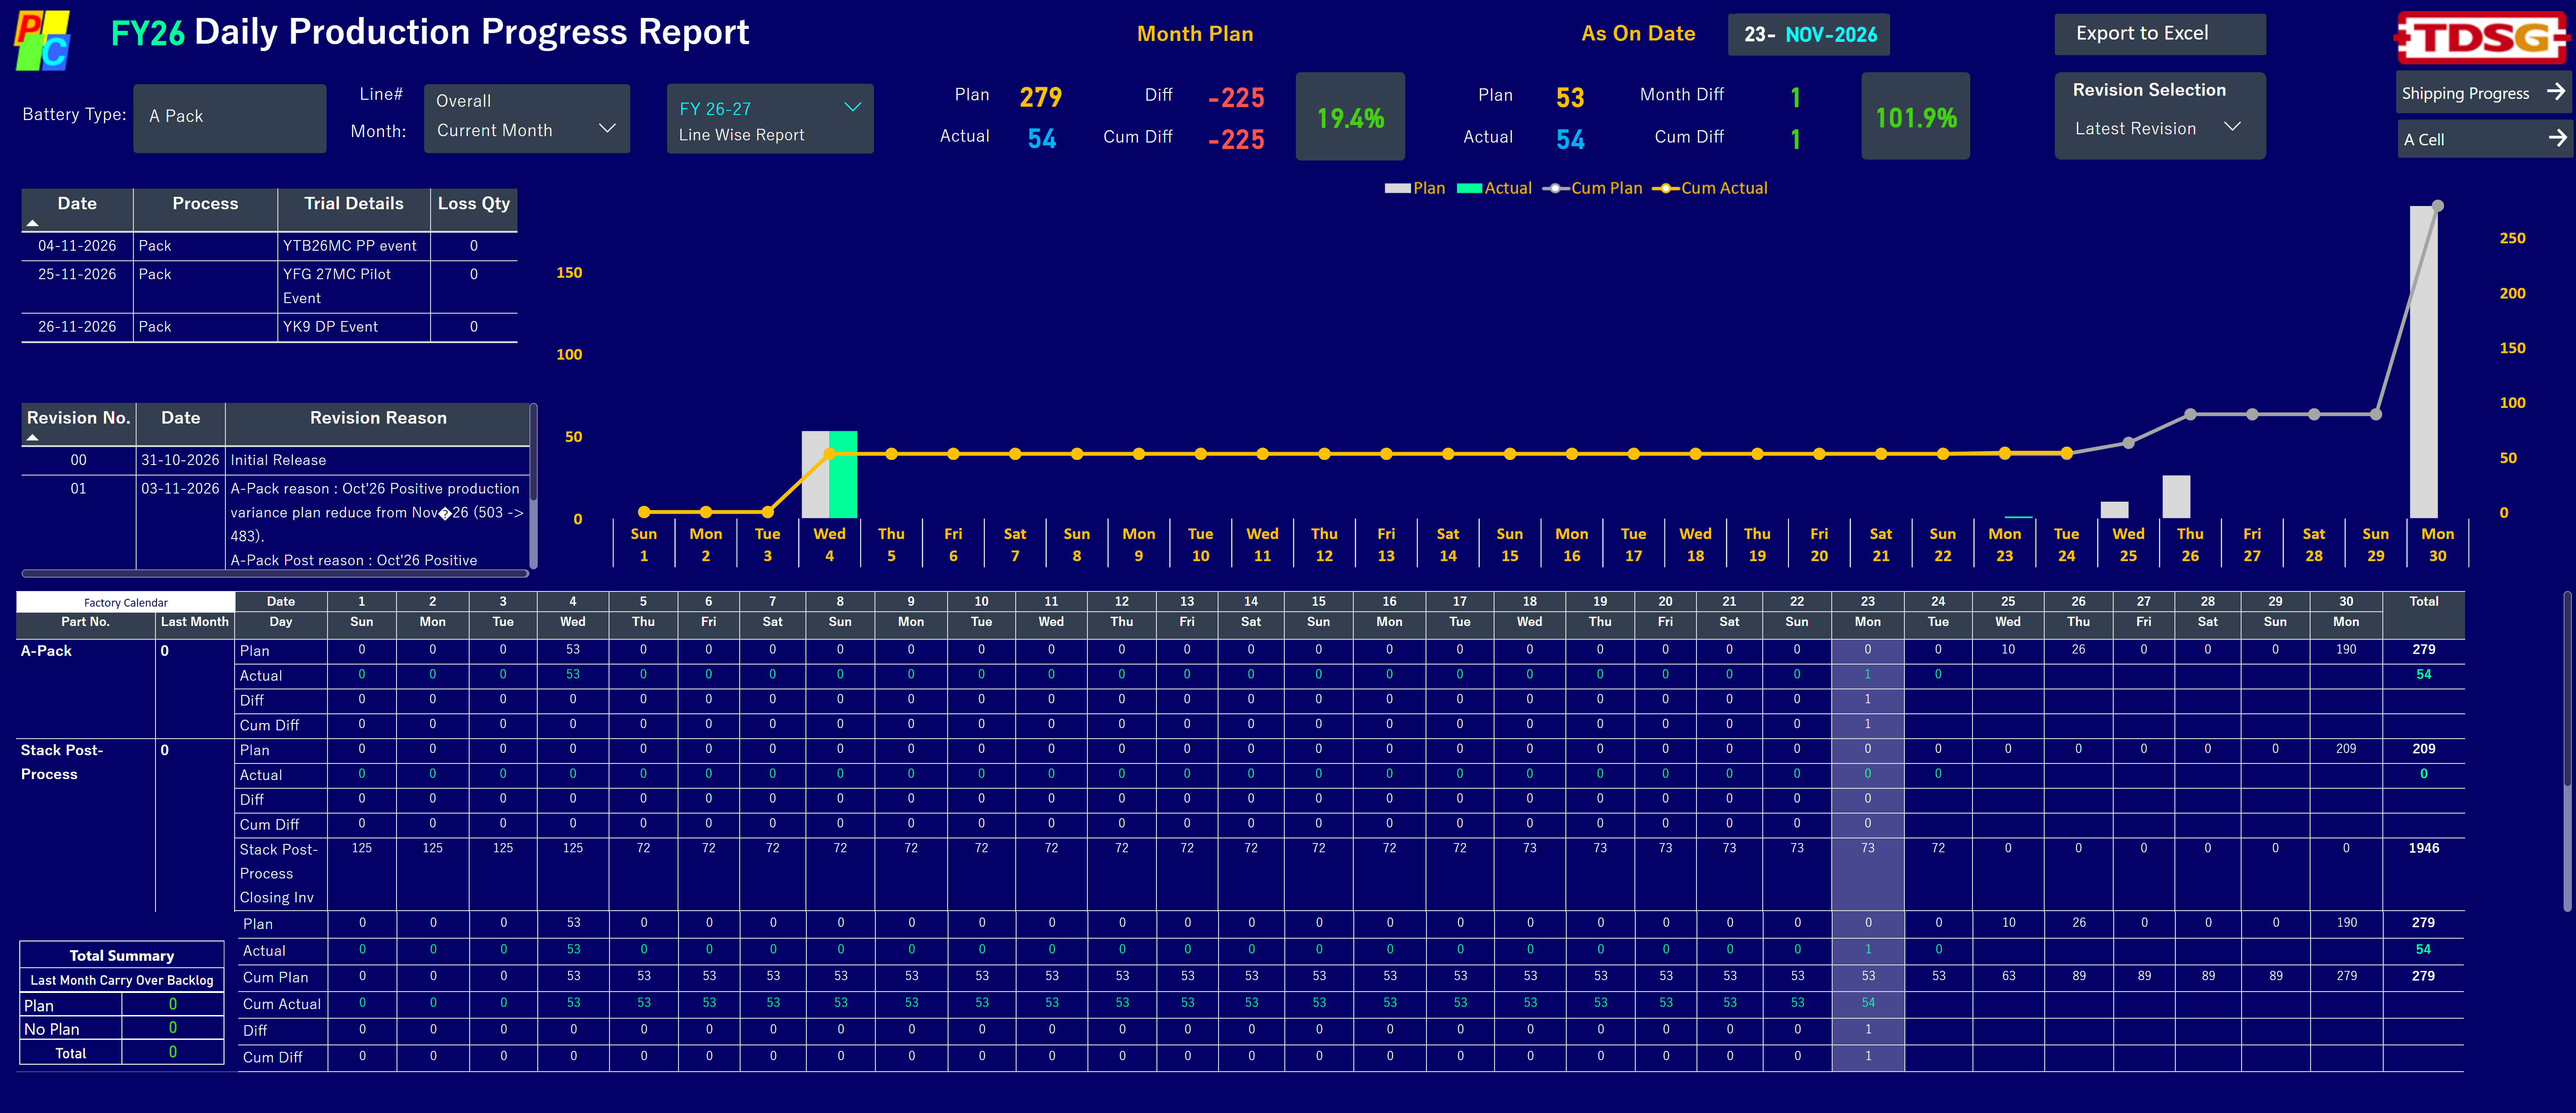 PC
FY26 Daily Production Progress Report
Month Plan
As On Date
23- NOV-2026
Export to Excel
TDSG
Battery Type:
A Pack
Line#
Overall
Month:
Current Month
FY 26-27
Line Wise Report
Plan 279 Diff -225
Actual 54 Cum Diff -225
19.4%
Plan 53 Month Diff 1
Actual 54 Cum Diff 1
101.9%
Revision Selection
Latest Revision
Shipping Progress
A Cell
Date Process Trial Details Loss Qty
04-11-2026 Pack YTB26MC PP event 0
25-11-2026 Pack YFG 27MC Pilot 0
Event
26-11-2026 Pack YK9 DP Event 0
Revision No. Date Revision Reason
00 31-10-2026 Initial Release
01 03-11-2026 A-Pack reason : Oct'26 Positive production
variance plan reduce from Nov�26 (503 ->
483).
A-Pack Post reason : Oct'26 Positive
Plan Actual Cum Plan Cum Actual
150
100
50
0
250
200
150
100
50
0
Sun Mon Tue Wed Thu Fri Sat Sun Mon Tue Wed Thu Fri Sat Sun Mon Tue Wed Thu Fri Sat Sun Mon Tue Wed Thu Fri Sat Sun Mon
1 2 3 4 5 6 7 8 9 10 11 12 13 14 15 16 17 18 19 20 21 22 23 24 25 26 27 28 29 30
Factory Calendar Date 1 2 3 4 5 6 7 8 9 10 11 12 13 14 15 16 17 18 19 20 21 22 23 24 25 26 27 28 29 30 Total
Part No. Last Month Day Sun Mon Tue Wed Thu Fri Sat Sun Mon Tue Wed Thu Fri Sat Sun Mon Tue Wed Thu Fri Sat Sun Mon Tue Wed Thu Fri Sat Sun Mon
A-Pack 0 Plan 0 0 0 53 0 0 0 0 0 0 0 0 0 0 0 0 0 0 0 0 0 0 0 0 10 26 0 0 0 190 279
Actual 0 0 0 53 0 0 0 0 0 0 0 0 0 0 0 0 0 0 0 0 0 0 1 0 54
Diff 0 0 0 0 0 0 0 0 0 0 0 0 0 0 0 0 0 0 0 0 0 0 1
Cum Diff 0 0 0 0 0 0 0 0 0 0 0 0 0 0 0 0 0 0 0 0 0 0 1
Stack Post- 0 Plan 0 0 0 0 0 0 0 0 0 0 0 0 0 0 0 0 0 0 0 0 0 0 0 0 0 0 0 0 0 209 209
Process Actual 0 0 0 0 0 0 0 0 0 0 0 0 0 0 0 0 0 0 0 0 0 0 0 0 0
Diff 0 0 0 0 0 0 0 0 0 0 0 0 0 0 0 0 0 0 0 0 0 0 0
Cum Diff 0 0 0 0 0 0 0 0 0 0 0 0 0 0 0 0 0 0 0 0 0 0 0
Stack Post- 125 125 125 125 72 72 72 72 72 72 72 72 72 72 72 72 72 73 73 73 73 73 73 72 0 0 0 0 0 0 1946
Process
Closing Inv
Plan 0 0 0 53 0 0 0 0 0 0 0 0 0 0 0 0 0 0 0 0 0 0 0 0 10 26 0 0 0 190 279
Actual 0 0 0 53 0 0 0 0 0 0 0 0 0 0 0 0 0 0 0 0 0 0 1 0 54
Cum Plan 0 0 0 53 53 53 53 53 53 53 53 53 53 53 53 53 53 53 53 53 53 53 53 53 63 89 89 89 89 279 279
Cum Actual 0 0 0 53 53 53 53 53 53 53 53 53 53 53 53 53 53 53 53 53 53 53 54
Diff 0 0 0 0 0 0 0 0 0 0 0 0 0 0 0 0 0 0 0 0 0 0 1
Cum Diff 0 0 0 0 0 0 0 0 0 0 0 0 0 0 0 0 0 0 0 0 0 0 1
Total Summary
Last Month Carry Over Backlog
Plan 0
No Plan 0
Total 0